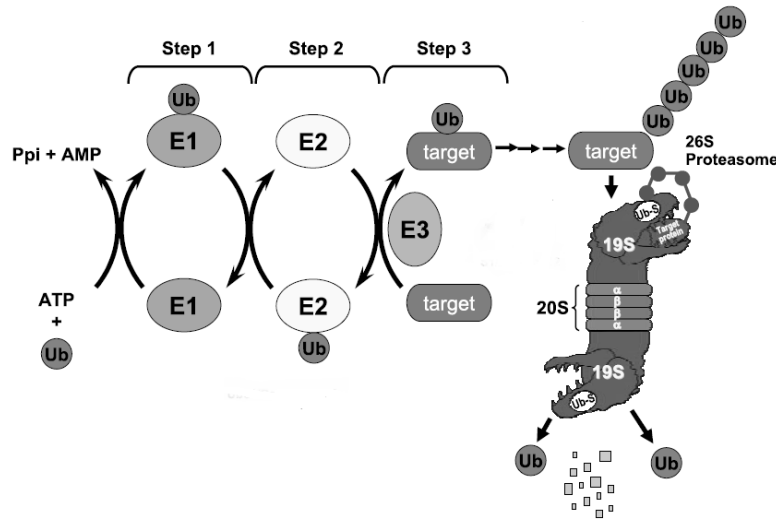 Step 1
Step 2
Step 3
Ub
Ub
Ub
Ub
Ub
Ub
Ub
E1
E2
target
target
26S
Proteasome
Ppi + AMP
Ub-S
Target
protein
19S
E3
ATP
+
Ub
E1
E2
target
Ub
20S
α
β
β
α
19S
Ub-S
Ub
Ub